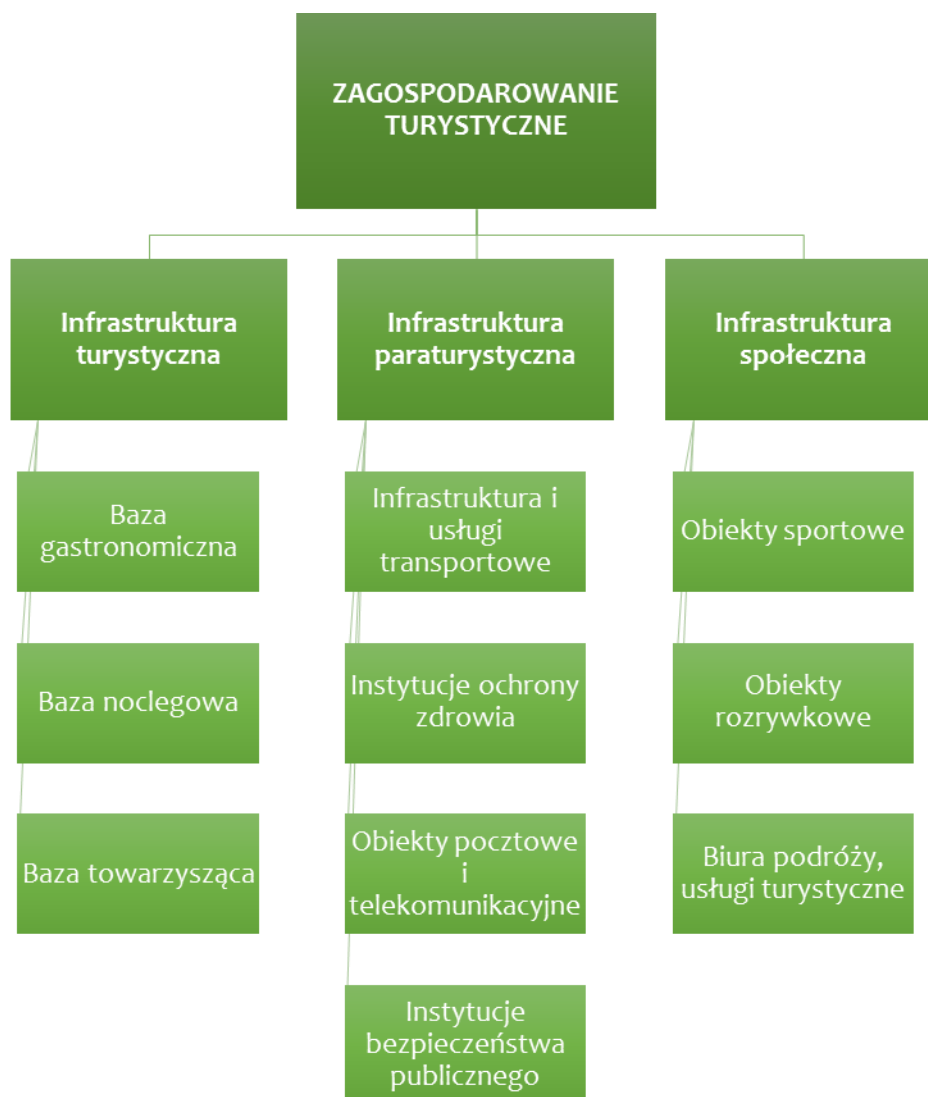 ZAGOSPODAROWANIE
TURYSTYCZNE
Infrastruktura
turystyczna
Baza
gastronomiczna
Baza noclegowa
Baza towarzysząca
Infrastruktura
paraturystyczna
Infrastruktura i
usługi
transportowe
Instytucje ochrony
zdrowia
Obiekty pocztowe
i
telekomunikacyjne
Instytucje
bezpieczeństwa
publicznego
Infrastruktura
społeczna
Obiekty sportowe
Obiekty
rozrywkowe
Biura podróży,
usługi turystyczne